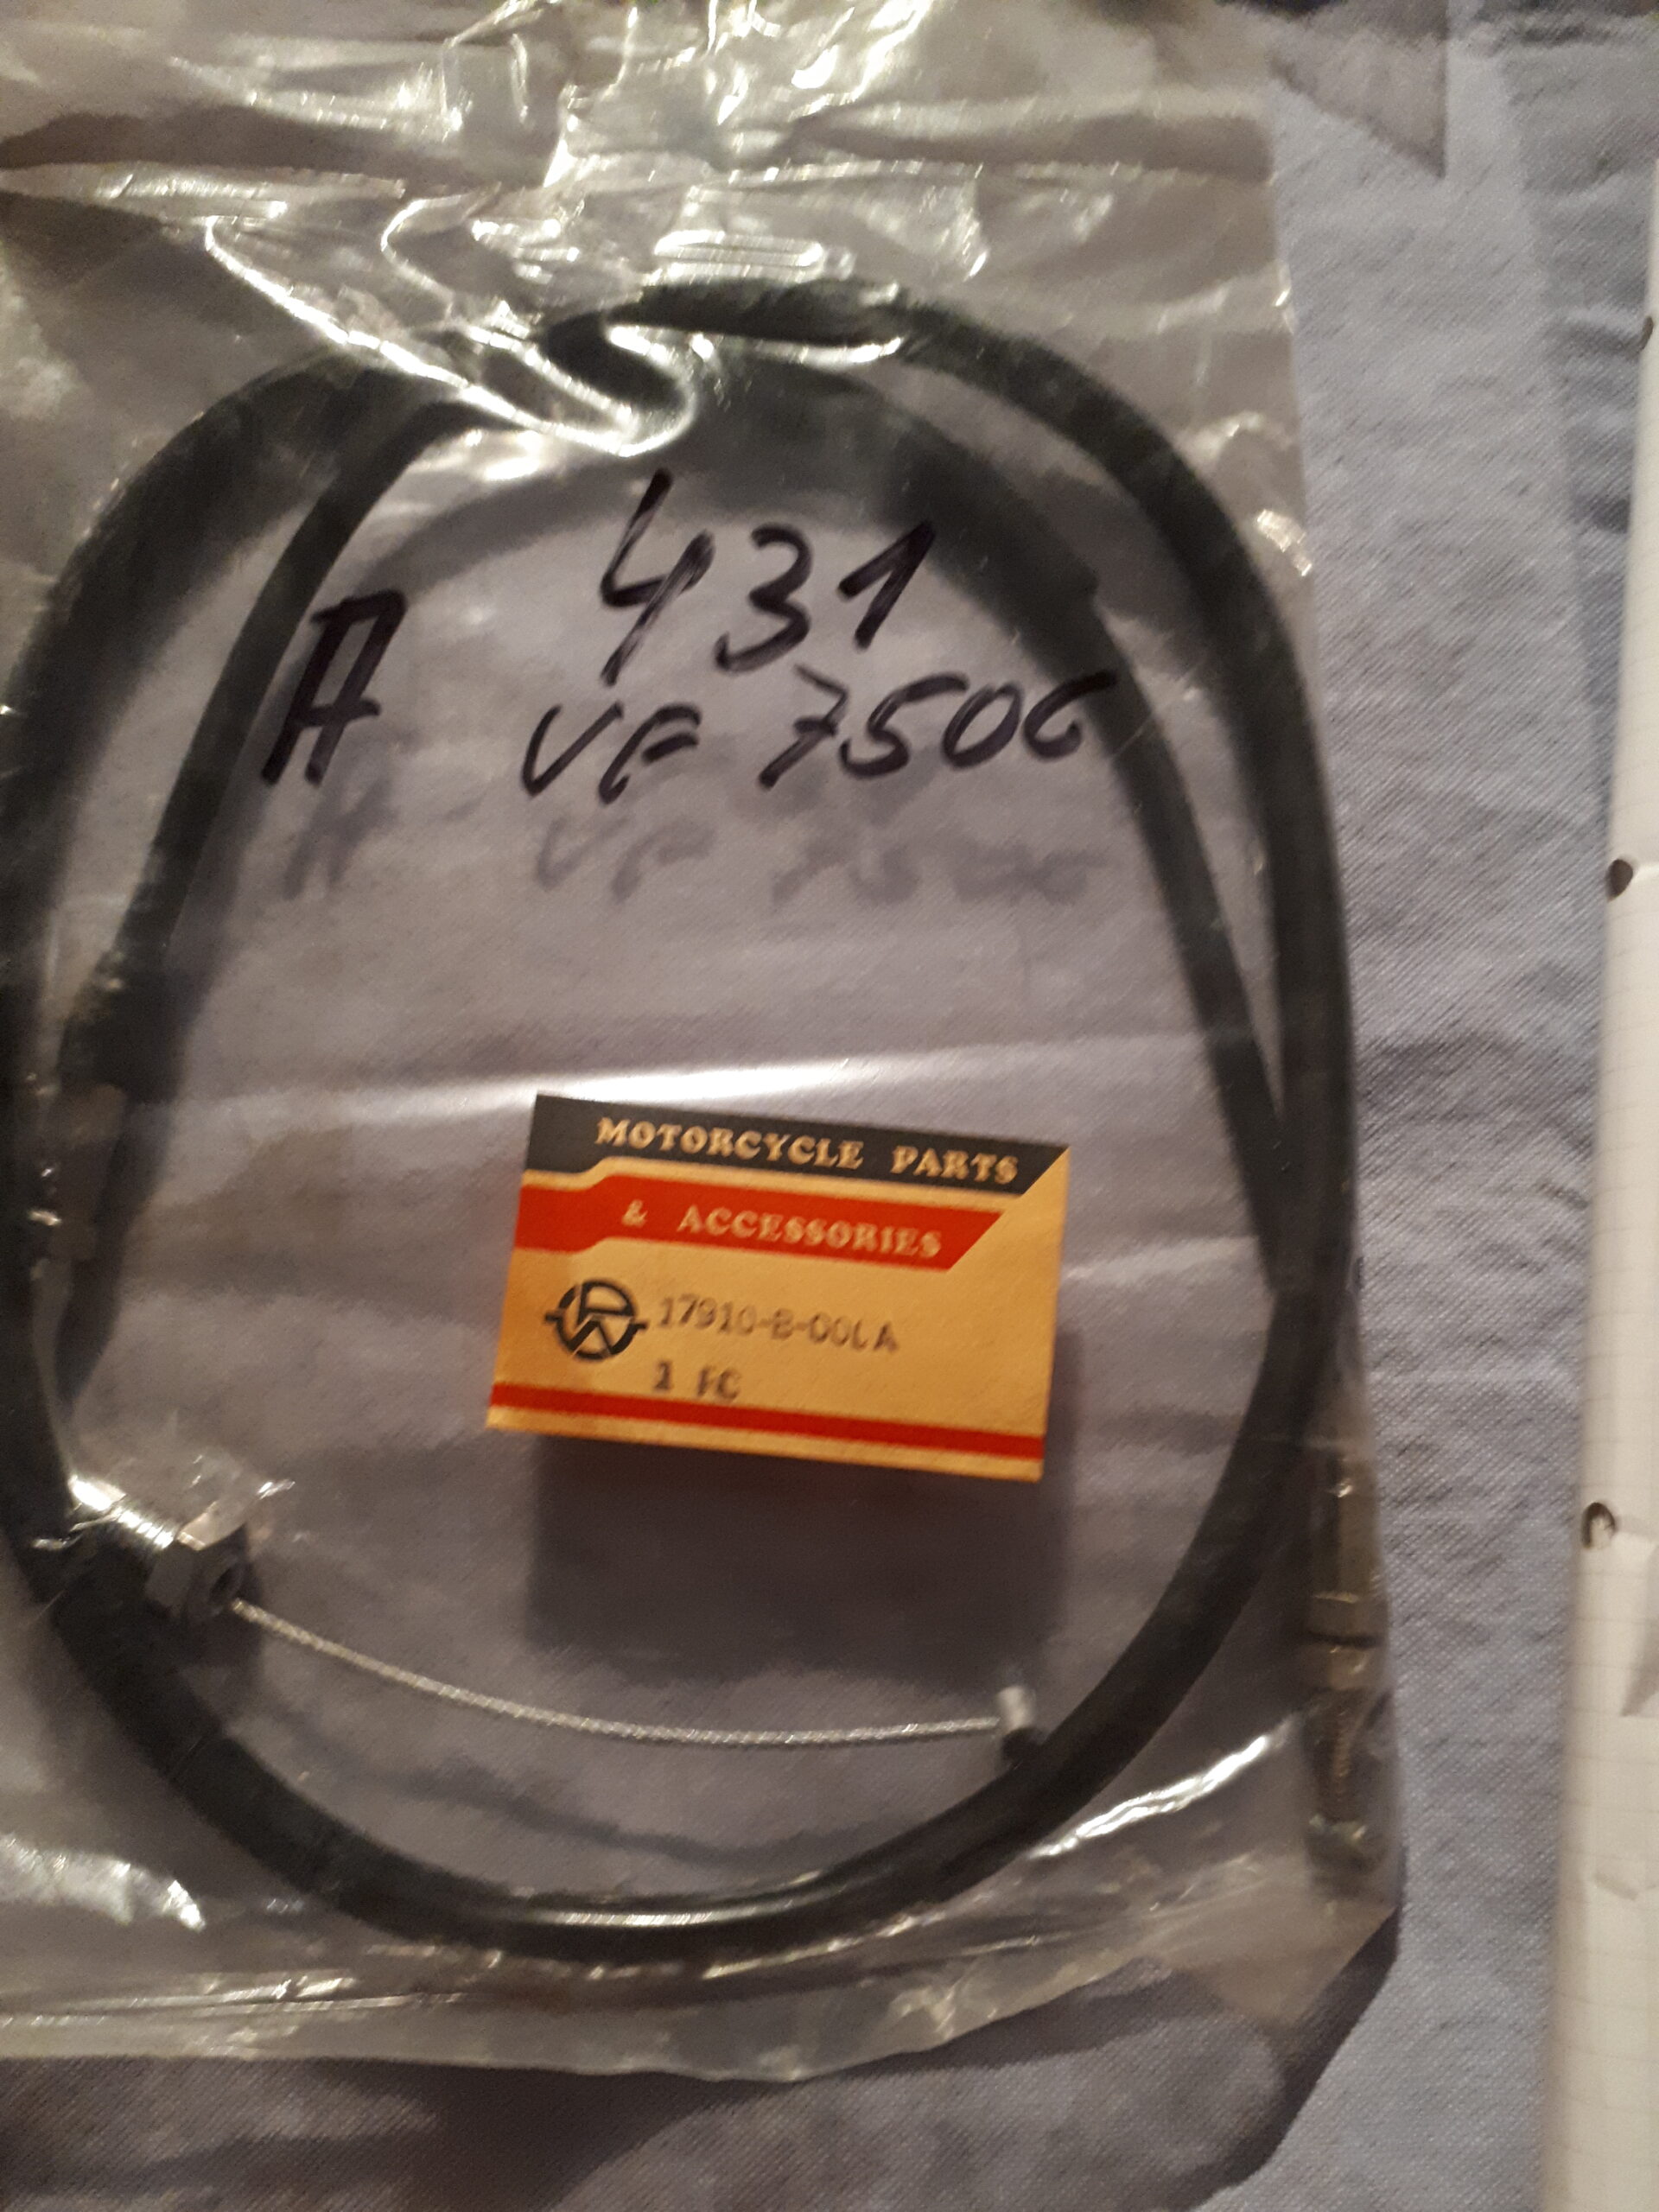 431
A VF 750C
MOTORCYCLE PARTS
& ACCESSORIES
1 PC